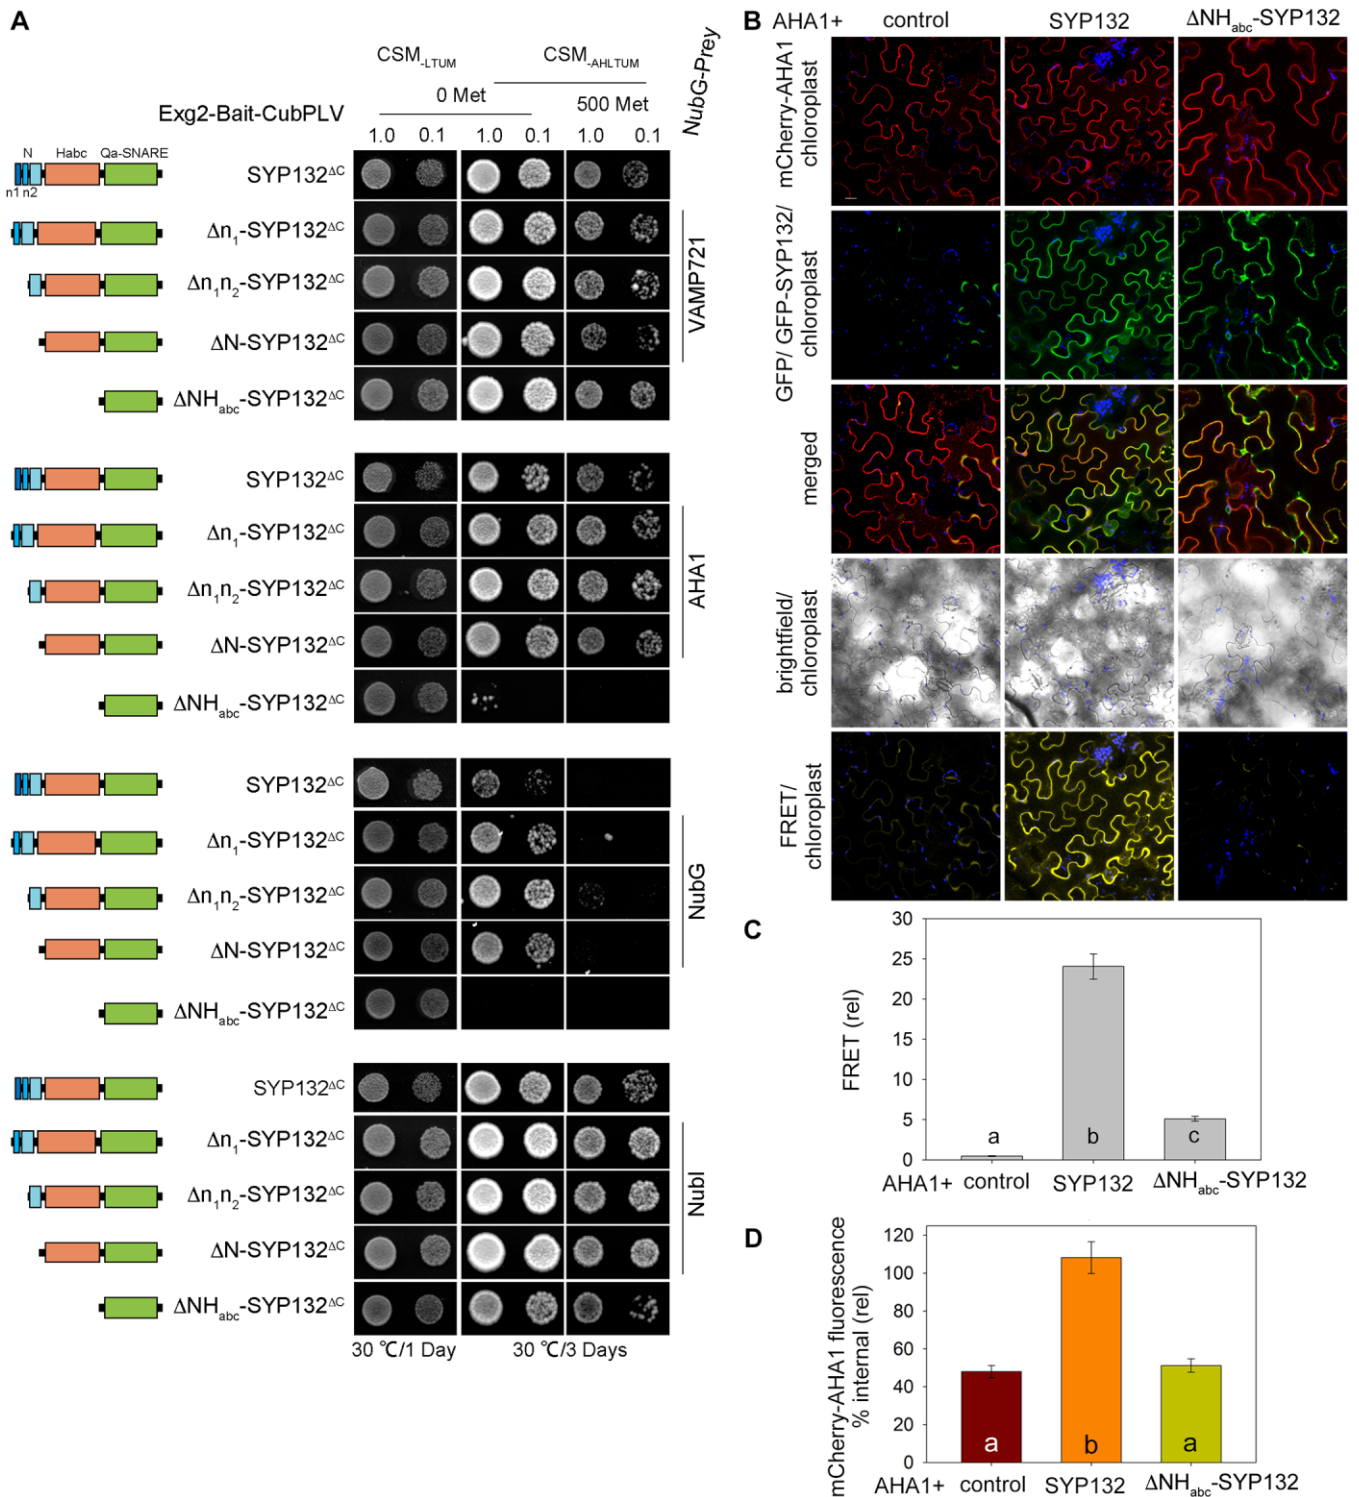 A
CSM-LTUM
CSM-AHLTUM
NubG-Prey
0 Met
500 Met
Exg2-Bait-CubPLV
1.0 0.1 1.0 0.1 1.0 0.1
N Habc Qa-SNARE
n1 n2
SYP132ΔC
Δn1-SYP132ΔC
Δn1n2-SYP132ΔC
ΔN-SYP132ΔC
ΔNHabc-SYP132ΔC
VAMP721
SYP132ΔC
Δn1-SYP132ΔC
Δn1n2-SYP132ΔC
ΔN-SYP132ΔC
ΔNHabc-SYP132ΔC
AHA1
SYP132ΔC
Δn1-SYP132ΔC
Δn1n2-SYP132ΔC
ΔN-SYP132ΔC
ΔNHabc-SYP132ΔC
NubG
SYP132ΔC
Δn1-SYP132ΔC
Δn1n2-SYP132ΔC
ΔN-SYP132ΔC
ΔNHabc-SYP132ΔC
NubI
30 ℃/1 Day
30 ℃/3 Days
B
AHA1+ control SYP132 ΔNHabc-SYP132
mCherry-AHA1
chloroplast
GFP/ GFP-SYP132/
chloroplast
merged
brightfield/
chloroplast
FRET/
chloroplast
C
FRET (rel)
30
25
20
15
10
5
0
a b c
AHA1+ control SYP132 ΔNHabc-SYP132
D
mCherry-AHA1 fluorescence
% internal (rel)
120
100
80
60
40
20
0
a b a
AHA1+ control SYP132 ΔNHabc-SYP132